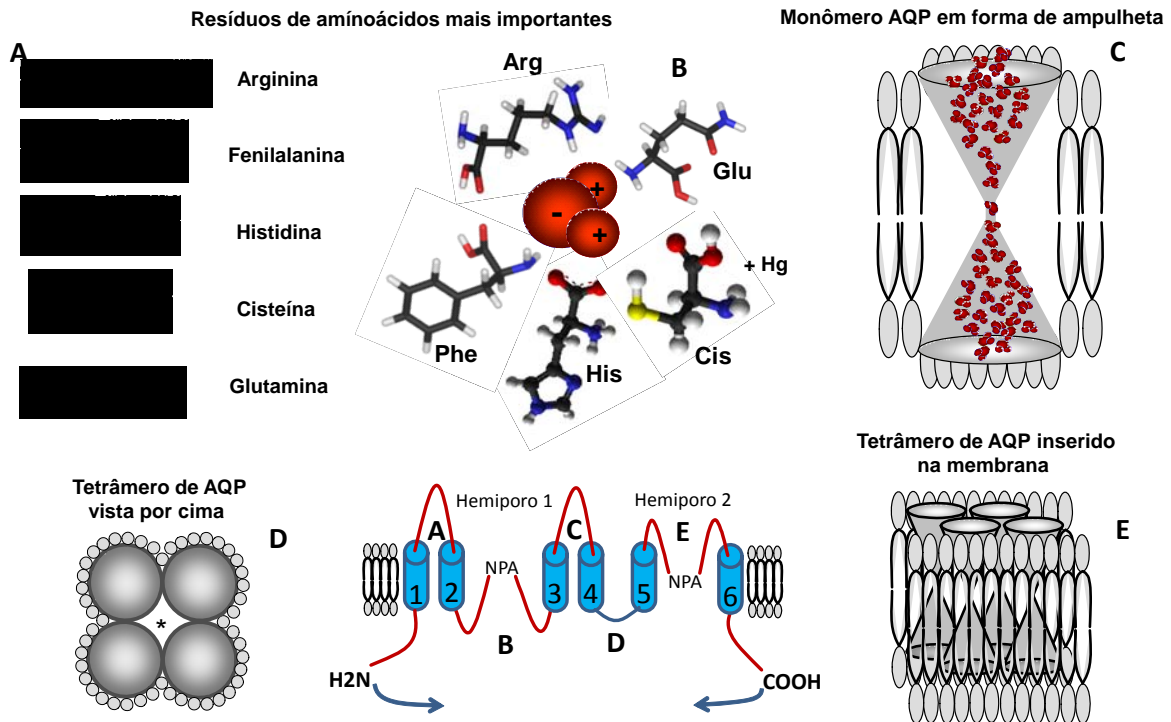 Resíduos de amínoácidos mais importantes
A
Arginina
Fenilalanina
Histidina
Cisteína
Glutamina
B
Arg
Glu
-
+
+
Phe
His
Cis
+ Hg
Monômero AQP em forma de ampulheta
C
Tetrâmero de AQP
vista por cima
D
*
Hemiporo 1
Hemiporo 2
A
C
E
NPA
NPA
1
2
3
4
5
6
B
D
H2N
COOH
Tetrâmero de AQP inserido
na membrana
E